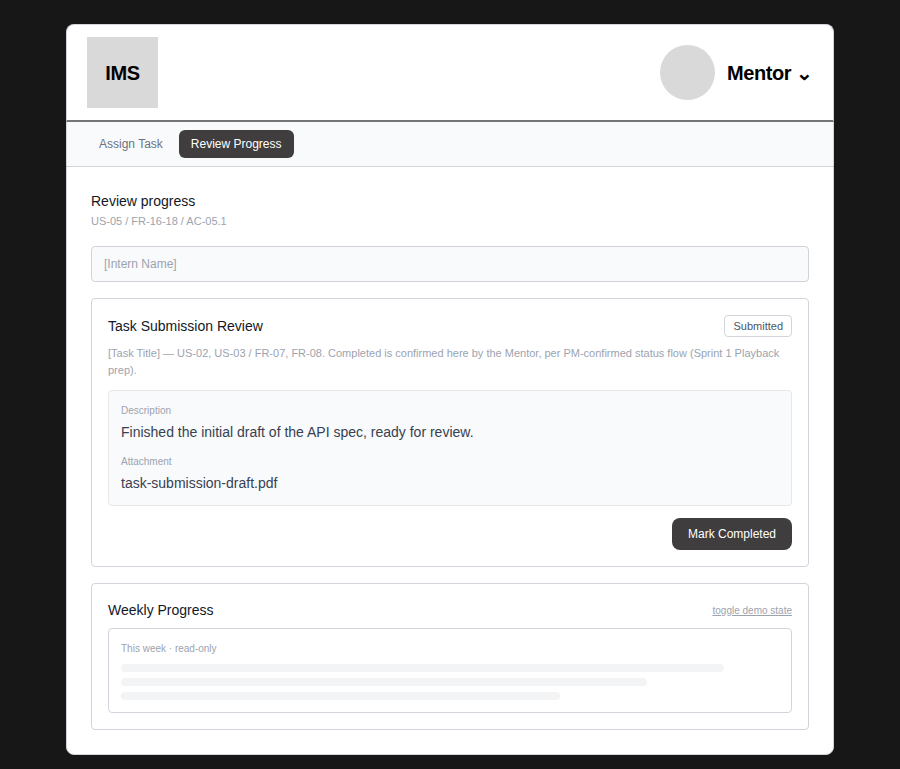 IMS
Mentor
Assign Task
Review Progress
Review progress
US-05 / FR-16-18 / AC-05.1
[Intern Name]
Task Submission Review
Submitted
[Task Title] — US-02, US-03 / FR-07, FR-08. Completed is confirmed here by the Mentor, per PM-confirmed status flow (Sprint 1 Playback
prep).
Description
Finished the initial draft of the API spec, ready for review.
Attachment
task-submission-draft.pdf
Mark Completed
Weekly Progress
toggle demo state
This week · read-only